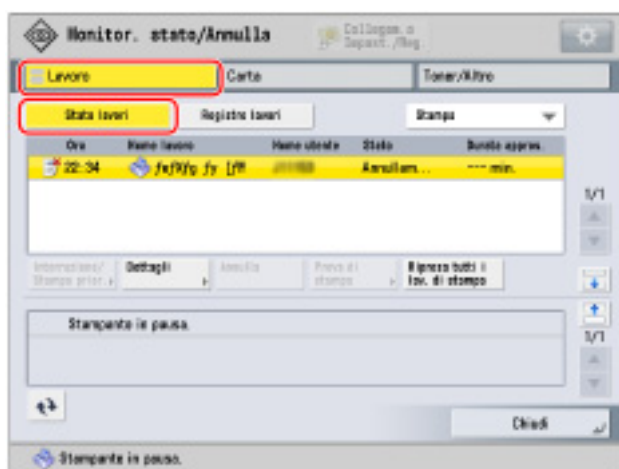 Monitor. stato/Annulla
Collegam. a
Impost./Reg.
Lavoro
Carta
Toner/Altro
Stato lavori
Registro lavori
Stampa
Ora Nome lavoro Nome utente Stato Durata appros.
22:34 Annullam... --- min.
1/1
Interruzione/
Stampa prior.
Dettagli
Annulla
Prova di
stampa
Ripresa tutti i
lav. di stampa
Stampante in pausa.
1/1
Chiudi
Stampante in pausa.